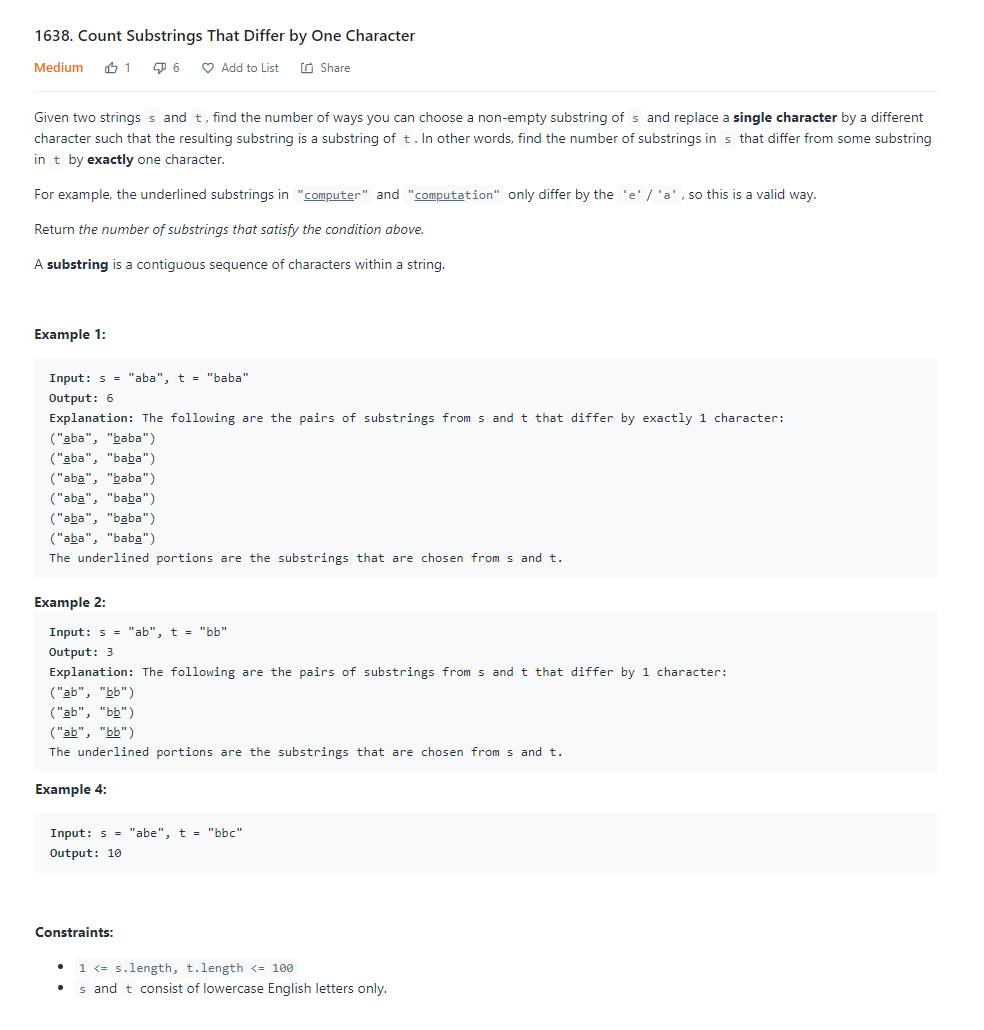 1638. Count Substrings That Differ by One Character
Medium 1 6 Add to List Share
Given two strings s and t, find the number of ways you can choose a non-empty substring of s and replace a single character by a different
character such that the resulting substring is a substring of t. In other words, find the number of substrings in s that differ from some substring
in t by exactly one character.
For example, the underlined substrings in "computer" and "computation" only differ by the 'e' / 'a', so this is a valid way.
Return the number of substrings that satisfy the condition above.
A substring is a contiguous sequence of characters within a string.
Example 1:
Input: s = "aba", t = "baba"
Output: 6
Explanation: The following are the pairs of substrings from s and t that differ by exactly 1 character:
("aba", "baba")
("aba", "baba")
("aba", "baba")
("aba", "baba")
("aba", "baba")
("aba", "baba")
The underlined portions are the substrings that are chosen from s and t.
Example 2:
Input: s = "ab", t = "bb"
Output: 3
Explanation: The following are the pairs of substrings from s and t that differ by 1 character:
("ab", "bb")
("ab", "bb")
("ab", "bb")
The underlined portions are the substrings that are chosen from s and t.
Example 4:
Input: s = "abe", t = "bbc"
Output: 10
Constraints:
• 1 <= s.length, t.length <= 100
• s and t consist of lowercase English letters only.